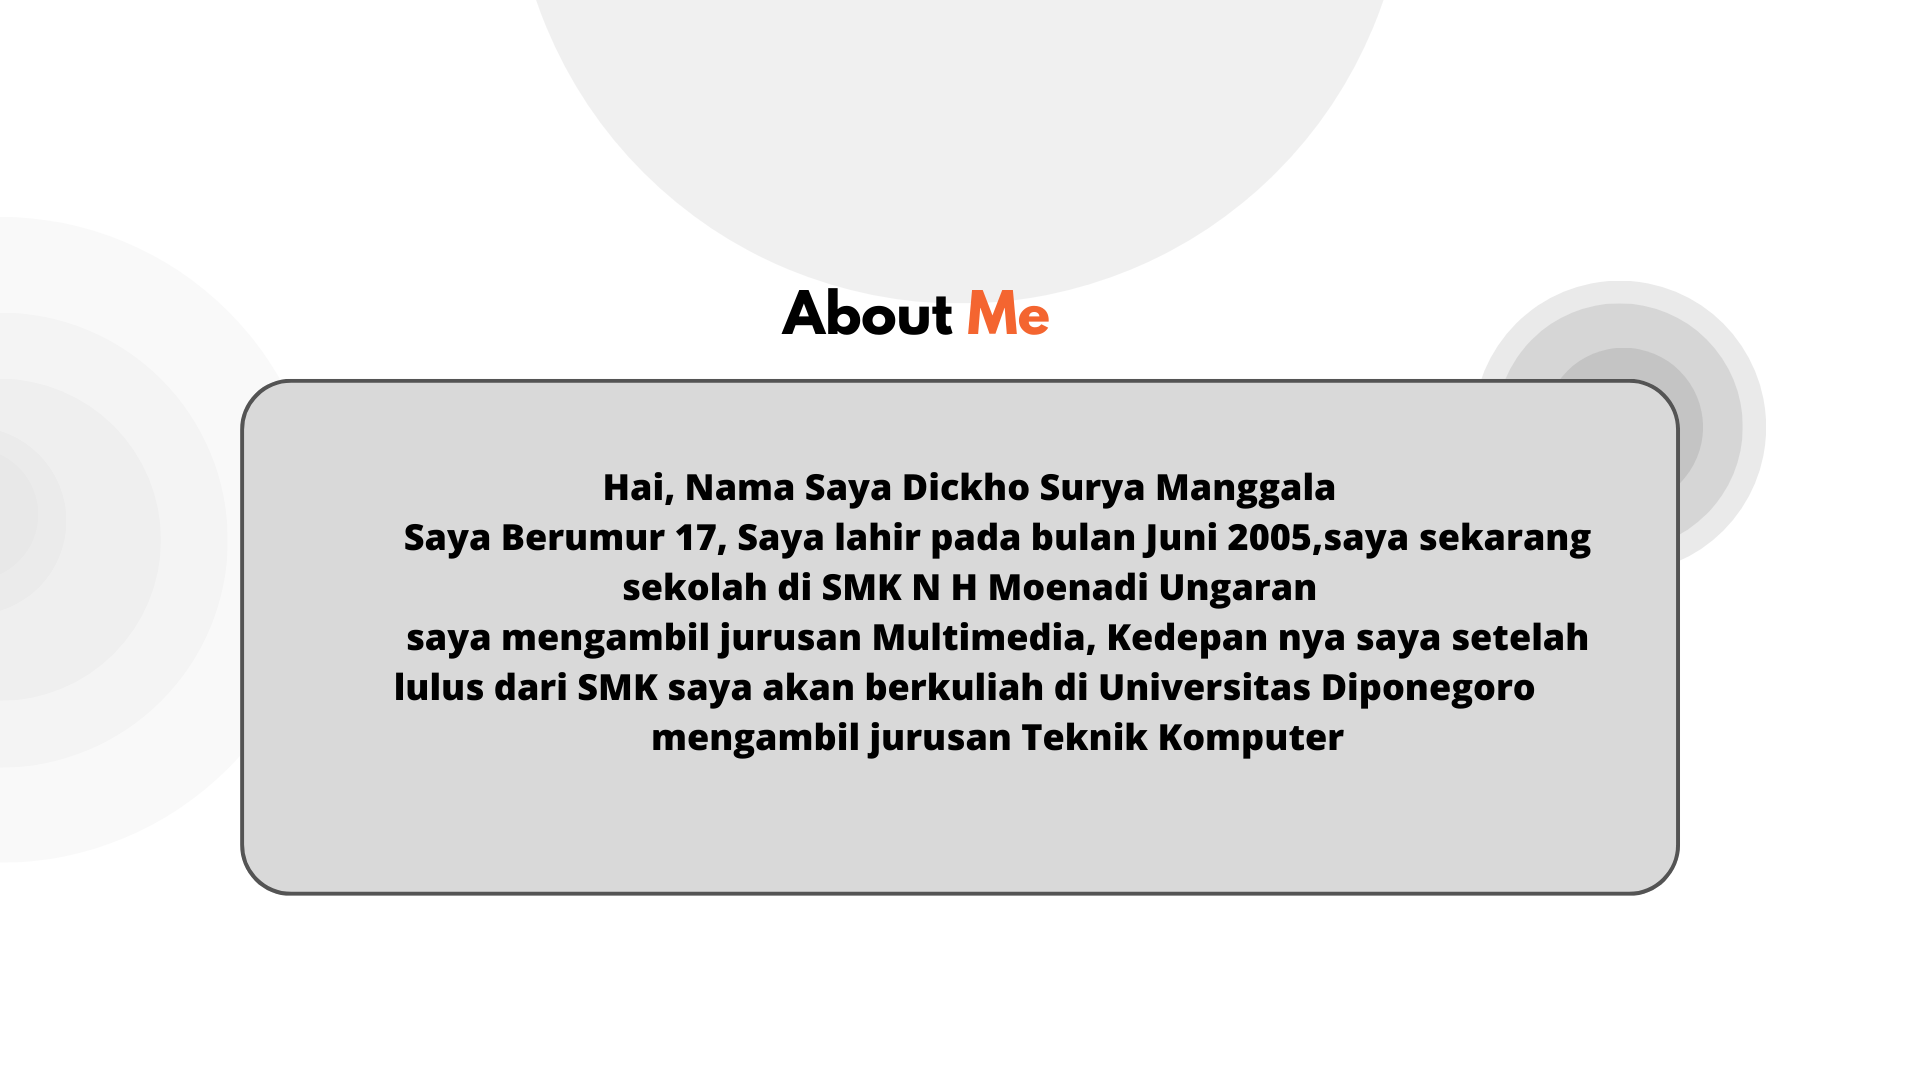 About Me
Hai, Nama Saya Dickho Surya Manggala
Saya Berumur 17, Saya lahir pada bulan Juni 2005,saya sekarang
sekolah di SMK N H Moenadi Ungaran
saya mengambil jurusan Multimedia, Kedepan nya saya setelah
lulus dari SMK saya akan berkuliah di Universitas Diponegoro
mengambil jurusan Teknik Komputer